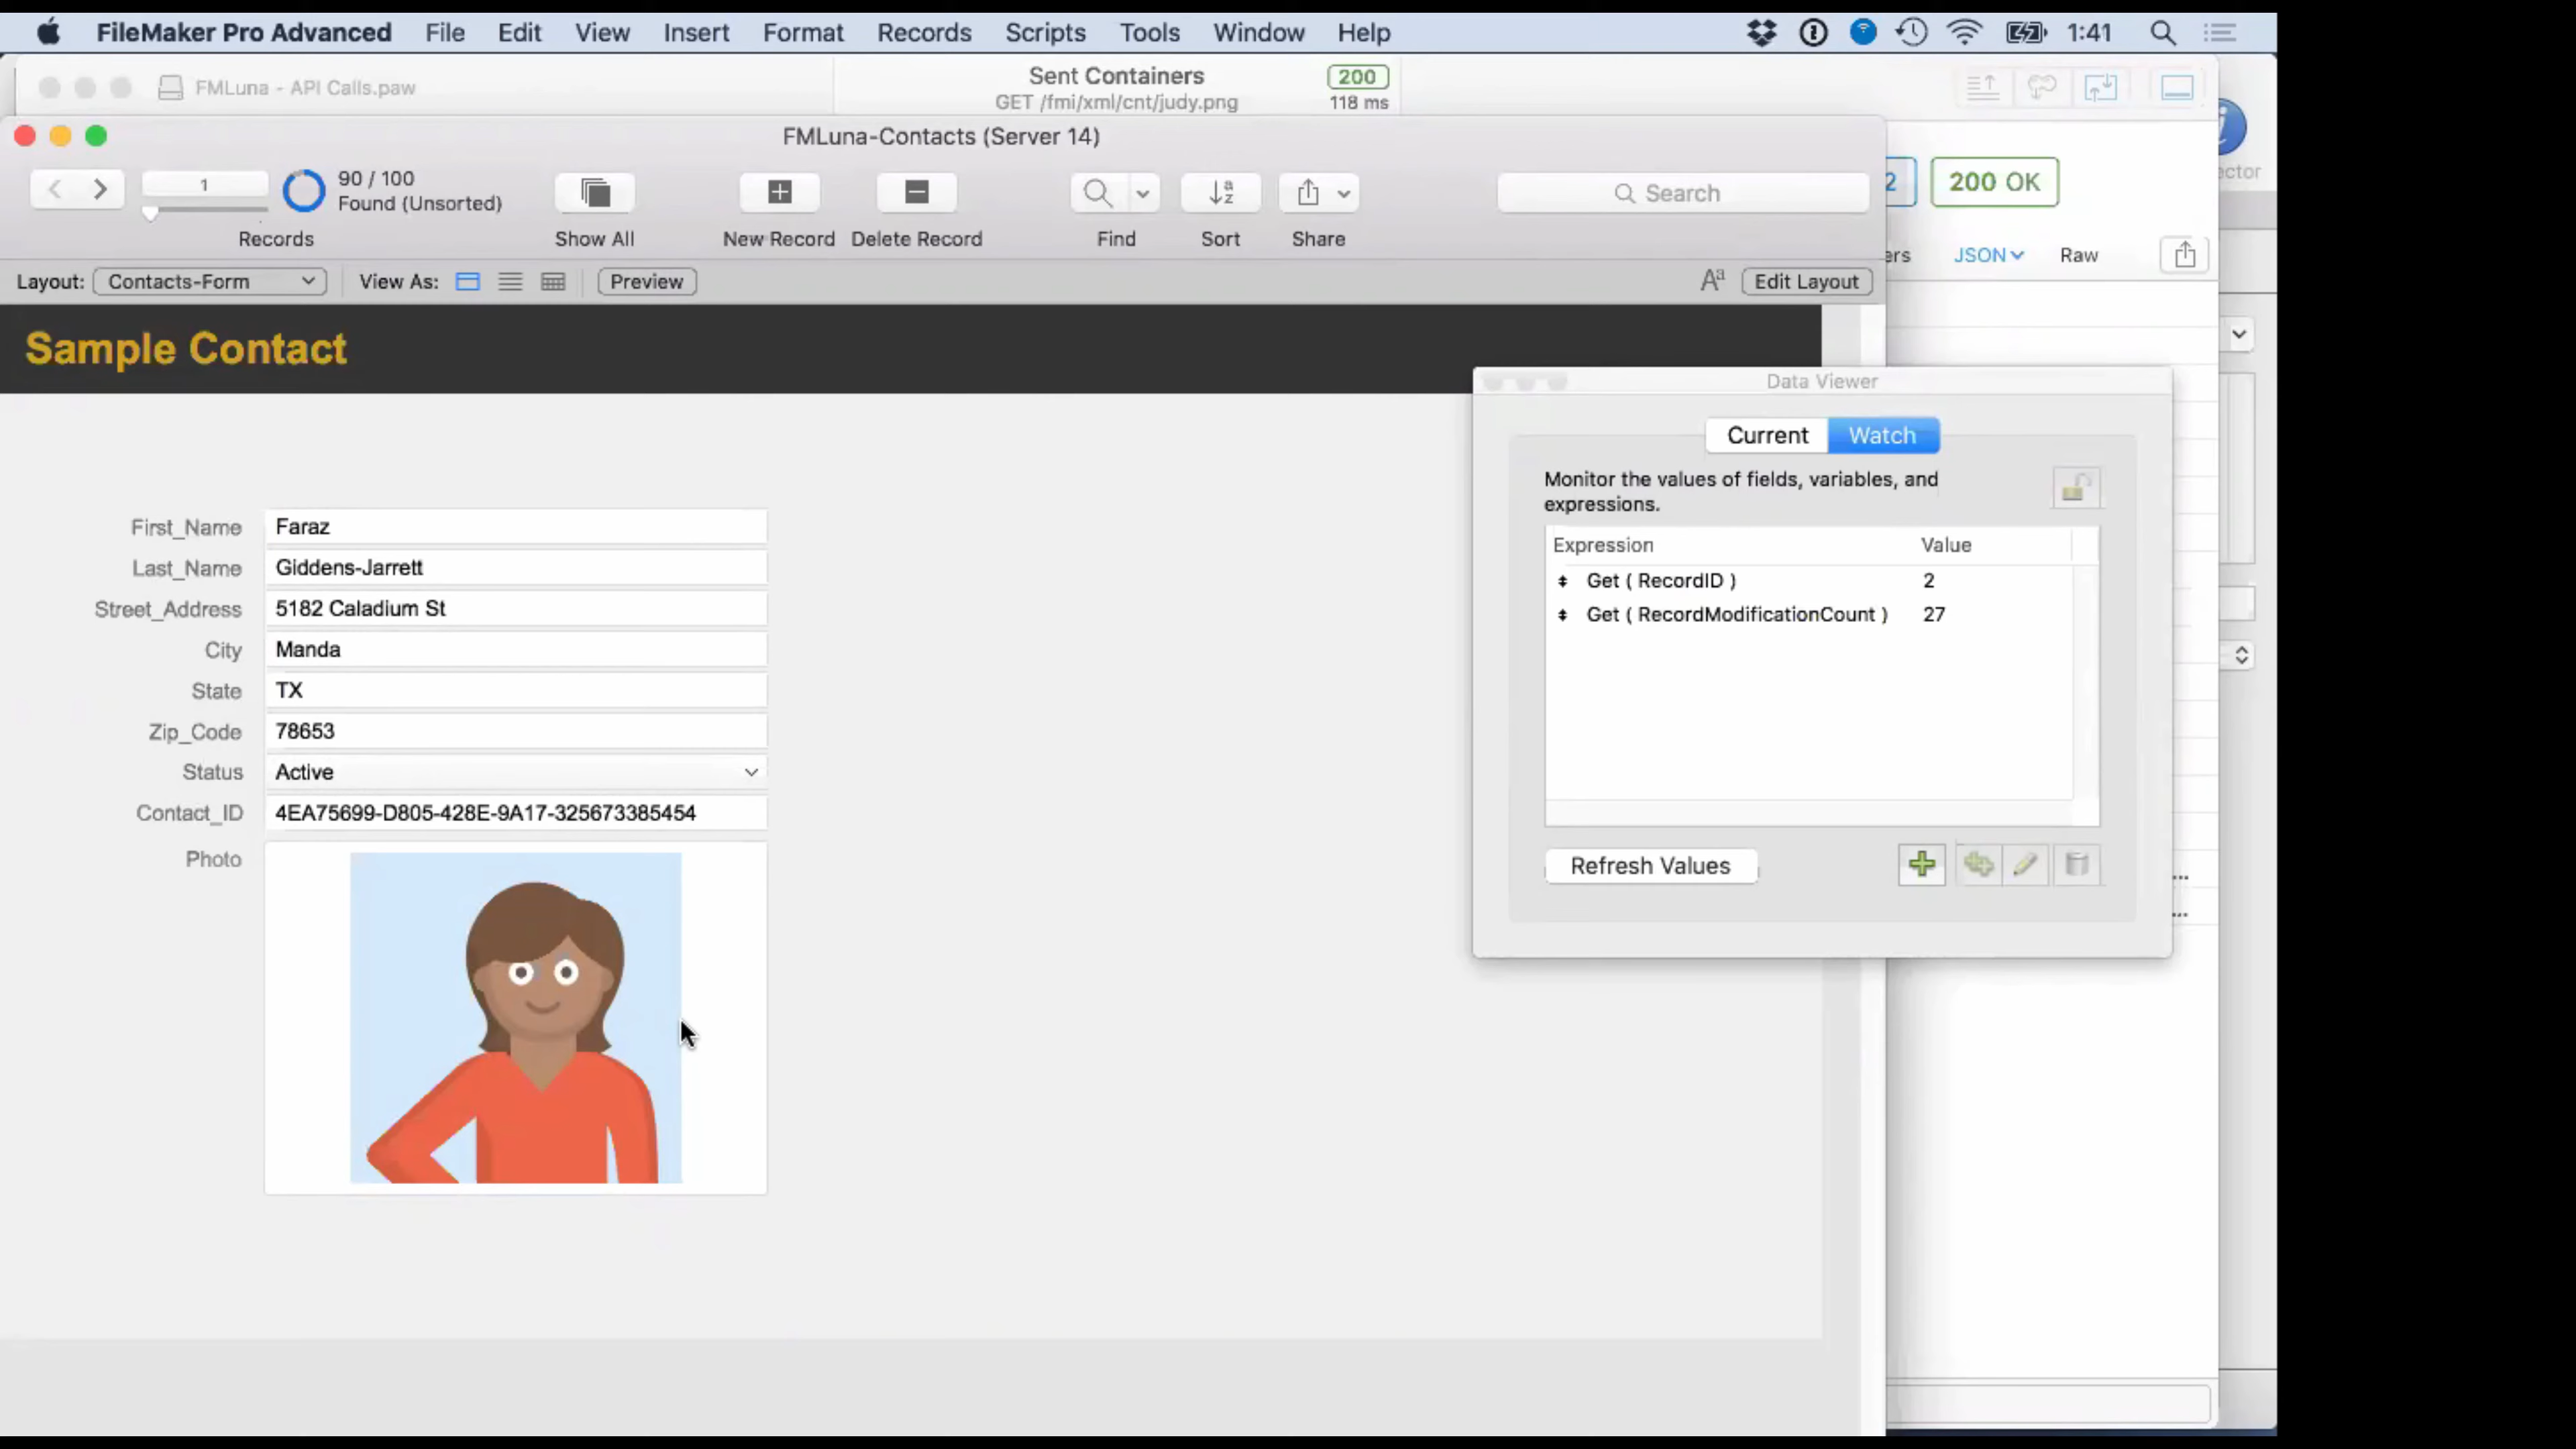 FileMaker Pro Advanced File Edit View Insert Format Records Scripts Tools Window Help 1:41
FMLuna - API Calls.paw
Sent Containers 200
GET /fmi/xml/cnt/judy.png 118 ms
FMLuna-Contacts (Server 14)
1
90 / 100
Found (Unsorted)
Search
2 200 OK
Records Show All New Record Delete Record Find Sort Share
ers JSON Raw
Layout: Contacts-Form View As: Preview Aa Edit Layout
Sample Contact
Data Viewer
Current Watch
Monitor the values of fields, variables, and
expressions.
Expression Value
Get ( RecordID ) 2
Get ( RecordModificationCount ) 27
Refresh Values
First_Name Faraz
Last_Name Giddens-Jarrett
Street_Address 5182 Caladium St
City Manda
State TX
Zip_Code 78653
Status Active
Contact_ID 4EA75699-D805-428E-9A17-325673385454
Photo